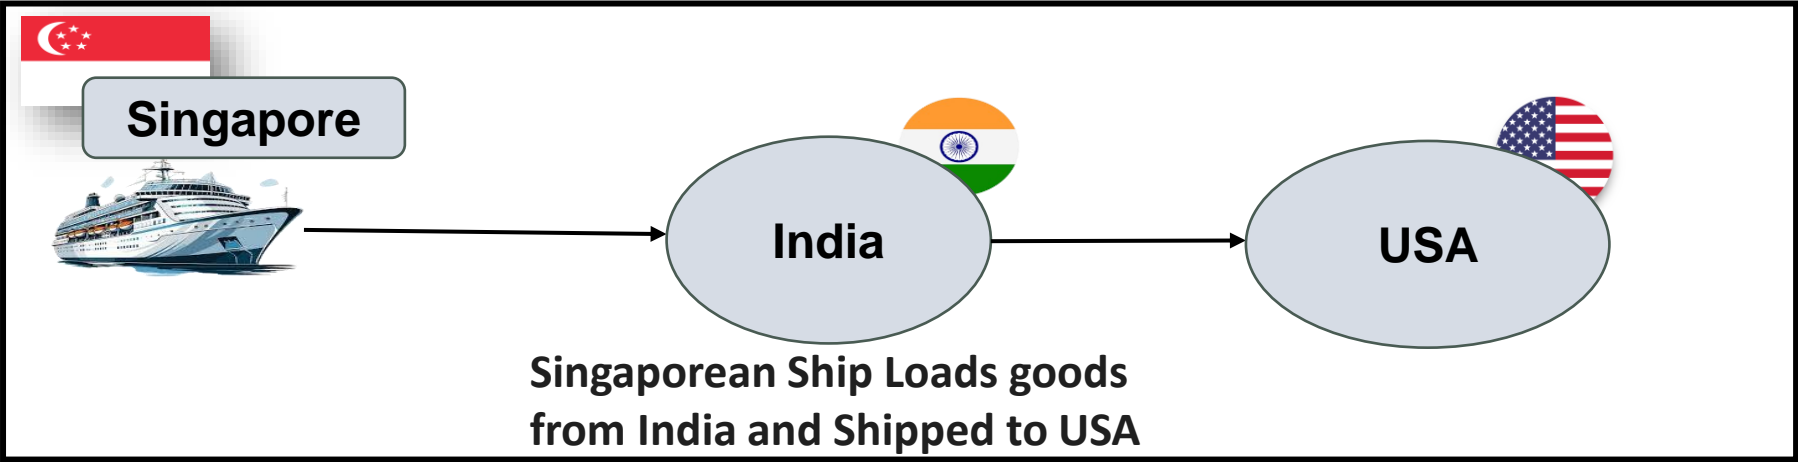 Singapore
India
USA
Singaporean Ship Loads goods
from India and Shipped to USA